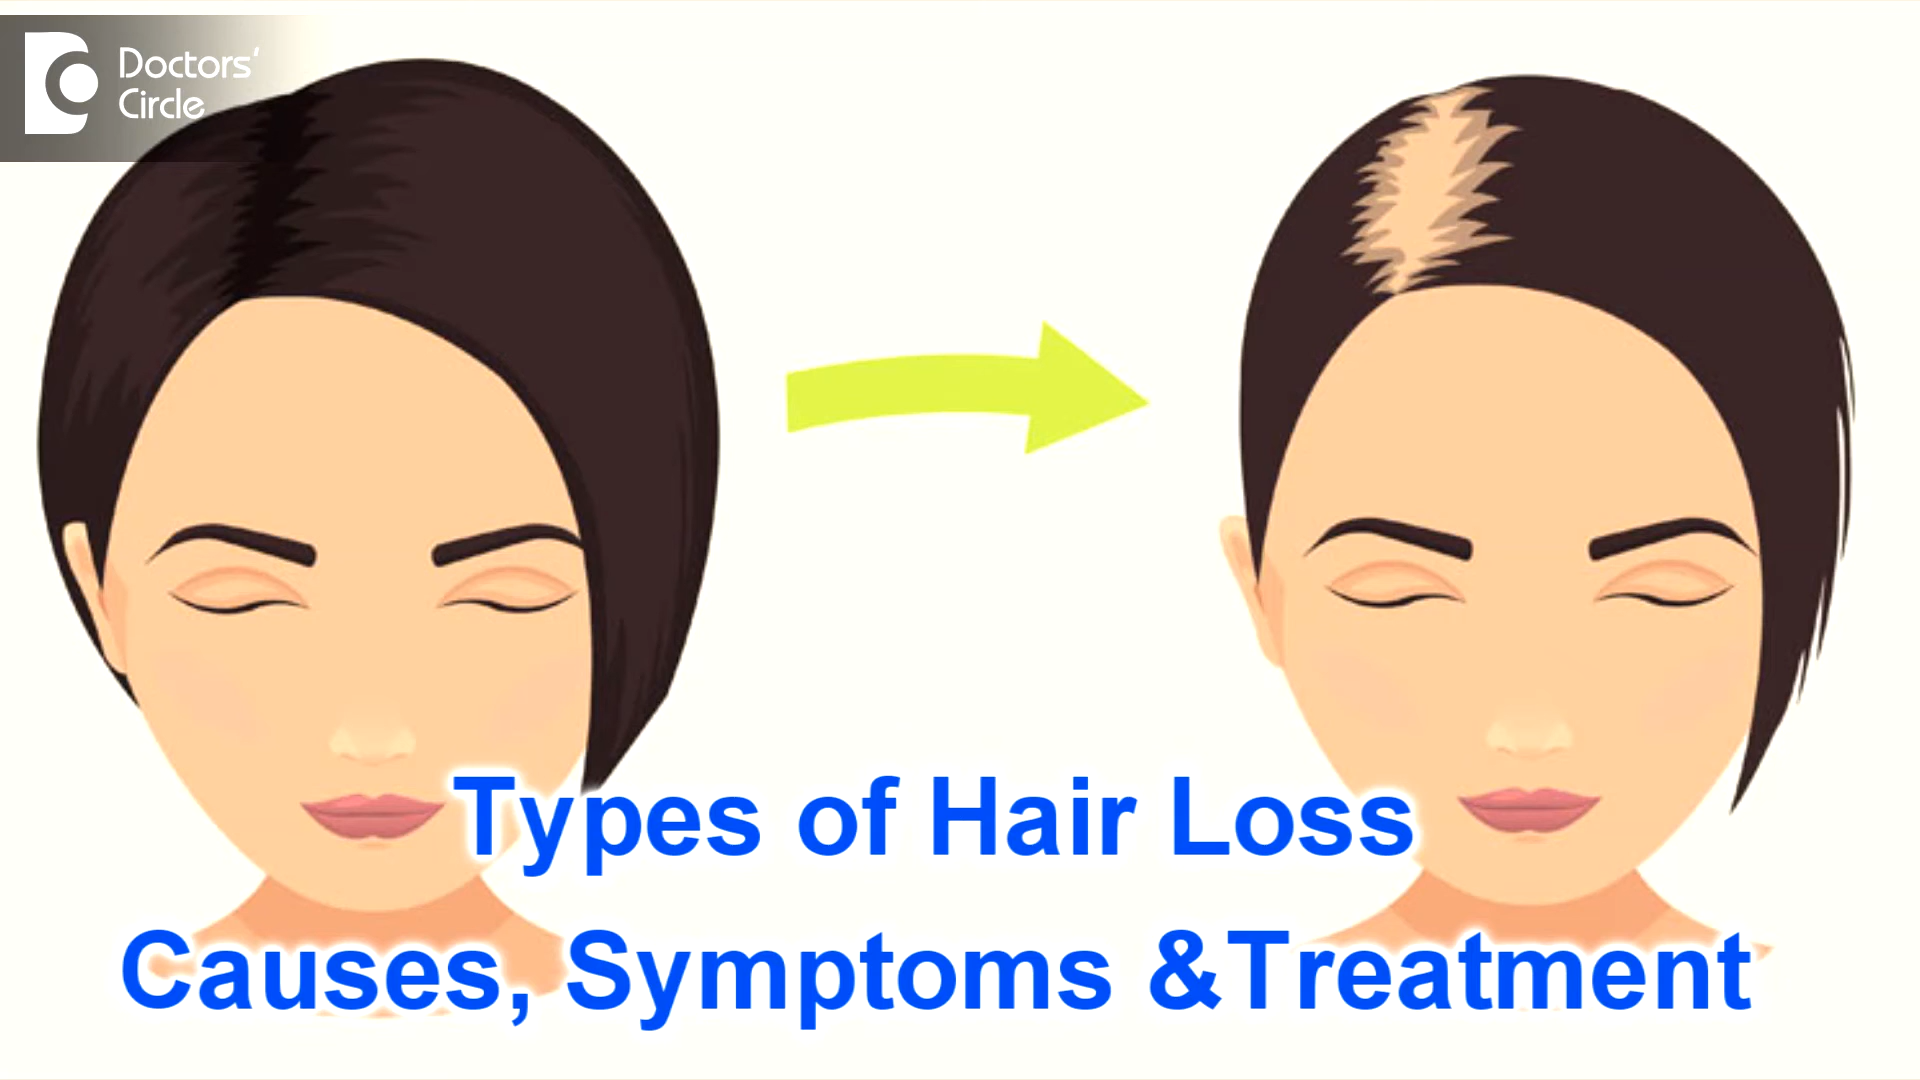 Doctors'
Circle
Types of Hair Loss
Causes, Symptoms &Treatment